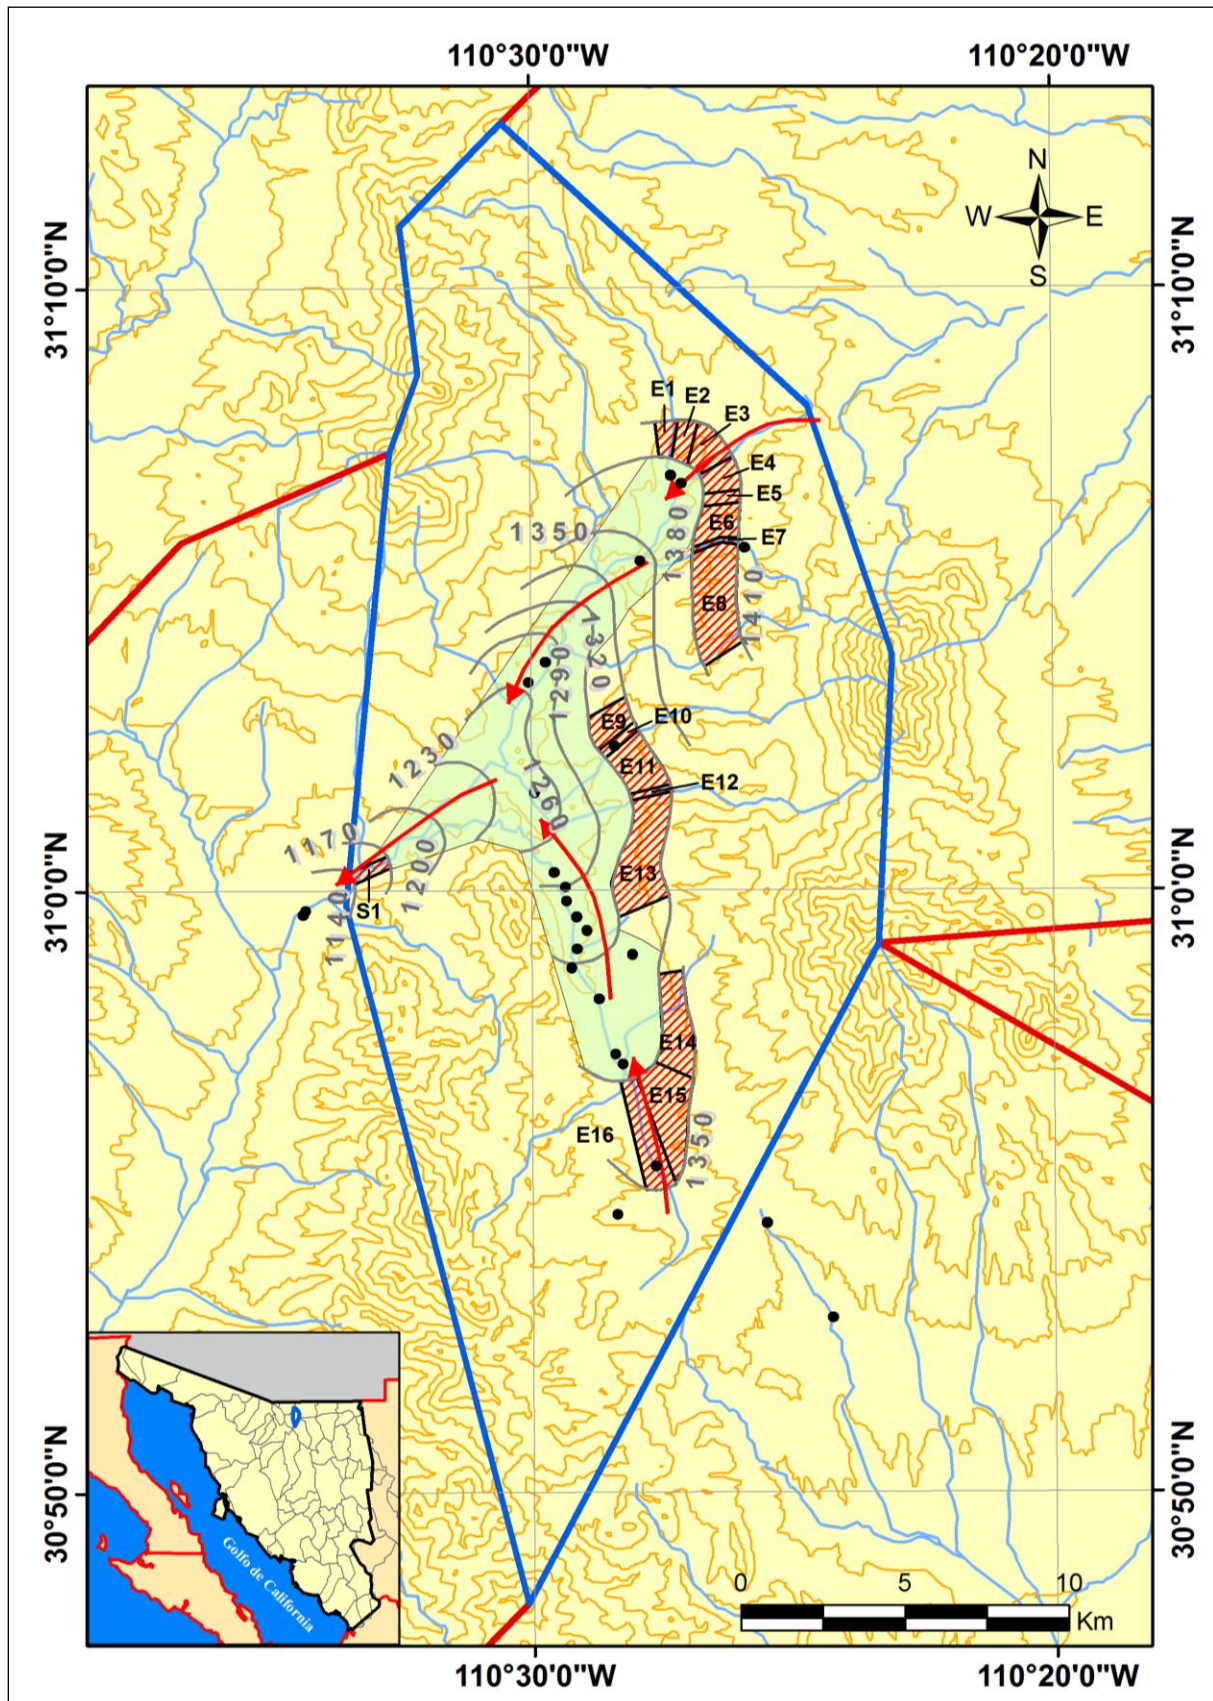 110°30'0"W 110°20'0"W
N
W E
S
31°10'0"N 31°10'0"N
E1
E2
E3
E4
E5
1350
1380
E6
E7
E8
1410
1320
1290
E9
E10
E11
1230
1260
E12
1170
31°0'0"N 31°0'0"N
E13
1200
S1
1140
E14
E15
E16
1350
30°50'0"N 30°50'0"N
Golfo de California
0 5 10
Km
110°30'0"W 110°20'0"W